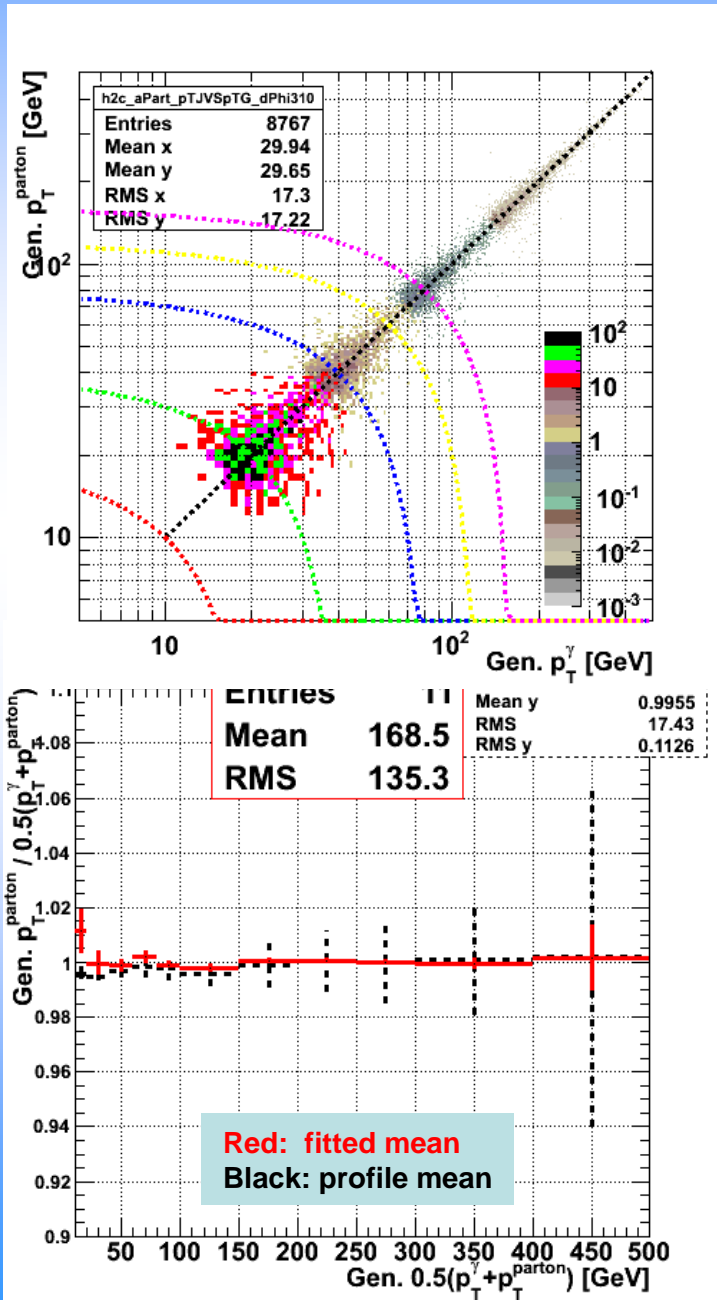 h2c_aPart_pTJVSpTG_dPhi310
Entries 8767
Mean x 29.94
Mean y 29.65
RMS x 17.3
RMS y 17.22
Gen. p_T^parton [GeV]
10^2
10
10^2
10
1
10^-1
10^-2
10^-3
10 10^2
Gen. p_T^γ [GeV]
Entries 11
Mean 168.5
RMS 135.3
Mean y 0.9955
RMS 17.43
RMS y 0.1126
Gen. p_T^parton / 0.5(p_T^γ+p_T^parton)
1.1
1.08
1.06
1.04
1.02
1
0.98
0.96
0.94
0.92
0.9
Red: fitted mean
Black: profile mean
50 100 150 200 250 300 350 400 450 500
Gen. 0.5(p_T^γ+p_T^parton) [GeV]